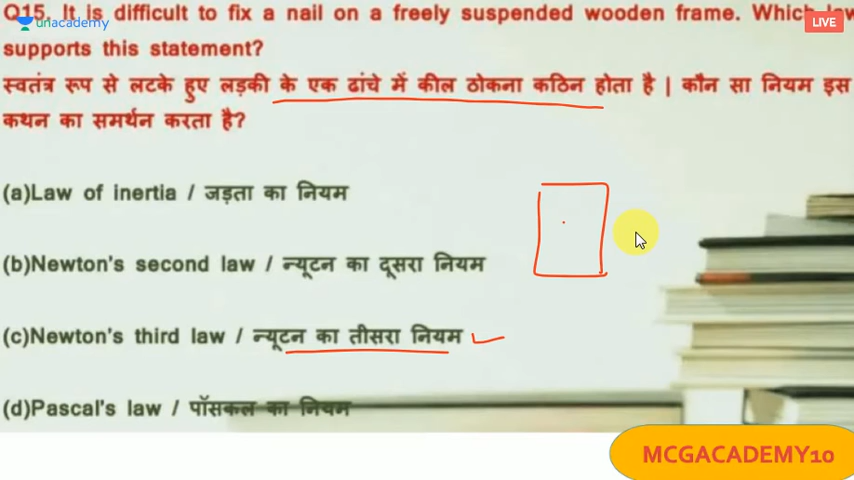 Q15. It is difficult to fix a nail on a freely suspended wooden frame. Which law
unacademy
LIVE
supports this statement?
स्वतंत्र रूप से लटके हुए लड़की के एक ढांचे में कील ठोकना कठिन होता है | कौन सा नियम इस
कथन का समर्थन करता है?
(a)Law of inertia / जड़ता का नियम
(b)Newton's second law / न्यूटन का दूसरा नियम
(c)Newton's third law / न्यूटन का तीसरा नियम
(d)Pascal's law / पॉसकल का नियम
MCGACADEMY10